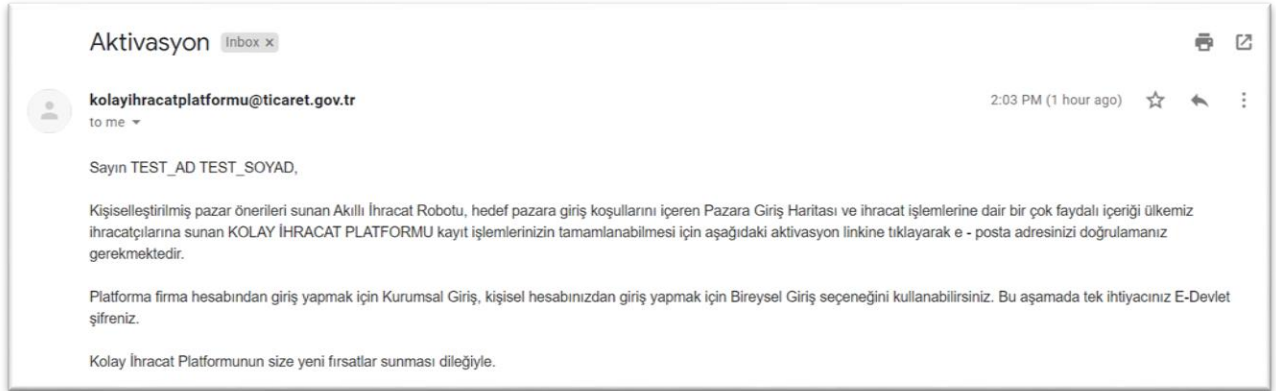 Aktivasyon Inbox x
kolayihracatplatformu@ticaret.gov.tr 2:03 PM (1 hour ago)
to me
Sayın TEST_AD TEST_SOYAD,
Kişiselleştirilmiş pazar önerileri sunan Akıllı İhracat Robotu, hedef pazara giriş koşullarını içeren Pazara Giriş Haritası ve ihracat işlemlerine dair bir çok faydalı içeriği ülkemiz
ihracatçılarına sunan KOLAY İHRACAT PLATFORMU kayıt işlemlerinizin tamamlanabilmesi için aşağıdaki aktivasyon linkine tıklayarak e - posta adresinizi doğrulamanız
gerekmektedir.
Platforma firma hesabından giriş yapmak için Kurumsal Giriş, kişisel hesabınızdan giriş yapmak için Bireysel Giriş seçeneğini kullanabilirsiniz. Bu aşamada tek ihtiyacınız E-Devlet
şifreniz.
Kolay İhracat Platformunun size yeni fırsatlar sunması dileğiyle.